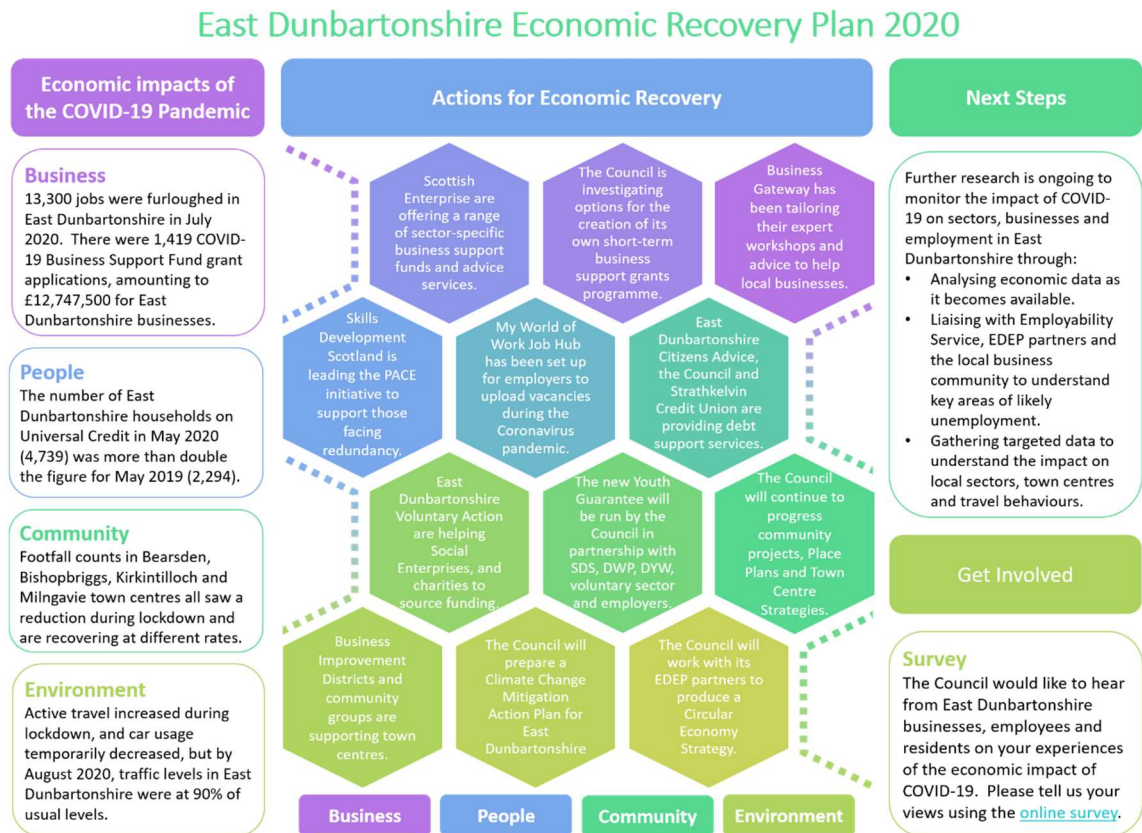 East Dunbartonshire Economic Recovery Plan 2020
Economic impacts of
the COVID-19 Pandemic
Business
13,300 jobs were furloughed in
East Dunbartonshire in July
2020.  There were 1,419 COVID-
19 Business Support Fund grant
applications, amounting to
£12,747,500 for East
Dunbartonshire businesses.
People
The number of East
Dunbartonshire households on
Universal Credit in May 2020
(4,739) was more than double
the figure for May 2019 (2,294).
Community
Footfall counts in Bearsden,
Bishopbriggs, Kirkintilloch and
Milngavie town centres all saw a
reduction during lockdown and
are recovering at different rates.
Environment
Active travel increased during
lockdown, and car usage
temporarily decreased, but by
August 2020, traffic levels in East
Dunbartonshire were at 90% of
usual levels.
Actions for Economic Recovery
Scottish
Enterprise are
offering a range
of sector-specific
business support
funds and advice
services.
The Council is
investigating
options for the
creation of its
own short-term
business
support grants
programme.
Business
Gateway has
been tailoring
their expert
workshops and
advice to help
local businesses.
Skills
Development
Scotland is
leading the PACE
initiative to
support those
facing
redundancy.
My World of
Work Job Hub
has been set up
for employers to
upload vacancies
during the
Coronavirus
pandemic.
East
Dunbartonshire
Citizens Advice,
the Council and
Strathkelvin
Credit Union are
providing debt
support services.
East
Dunbartonshire
Voluntary Action
are helping
Social
Enterprises, and
charities to
source funding.
The new Youth
Guarantee will
be run by the
Council in
partnership with
SDS, DWP, DYW,
voluntary sector
and employers.
The Council
will continue to
progress
community
projects, Place
Plans and Town
Centre
Strategies.
Business
Improvement
Districts and
community
groups are
supporting town
centres.
The Council will
prepare a
Climate Change
Mitigation
Action Plan for
East
Dunbartonshire
The Council will
work with its
EDEP partners to
produce a
Circular
Economy
Strategy.
Business
People
Community
Environment
Next Steps
Further research is ongoing to
monitor the impact of COVID-
19 on sectors, businesses and
employment in East
Dunbartonshire through:
• Analysing economic data as
it becomes available.
• Liaising with Employability
Service, EDEP partners and
the local business
community to understand
key areas of likely
unemployment.
• Gathering targeted data to
understand the impact on
local sectors, town centres
and travel behaviours.
Get Involved
Survey
The Council would like to hear
from East Dunbartonshire
businesses, employees and
residents on your experiences
of the economic impact of
COVID-19.  Please tell us your
views using the online survey.